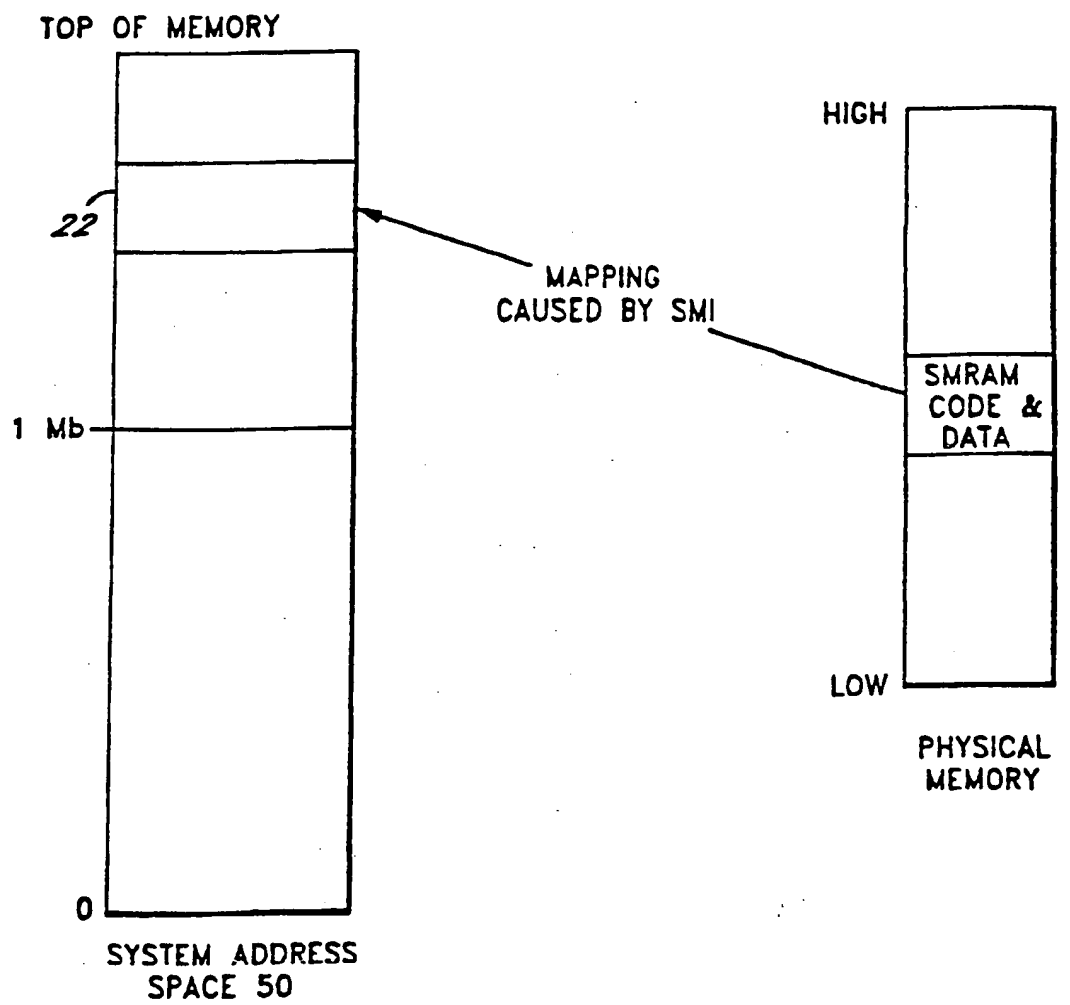 TOP OF MEMORY
HIGH
22
MAPPING
CAUSED BY SMI
SMRAM
CODE &
DATA
1 Mb
LOW
PHYSICAL
MEMORY
0
SYSTEM ADDRESS
SPACE 50